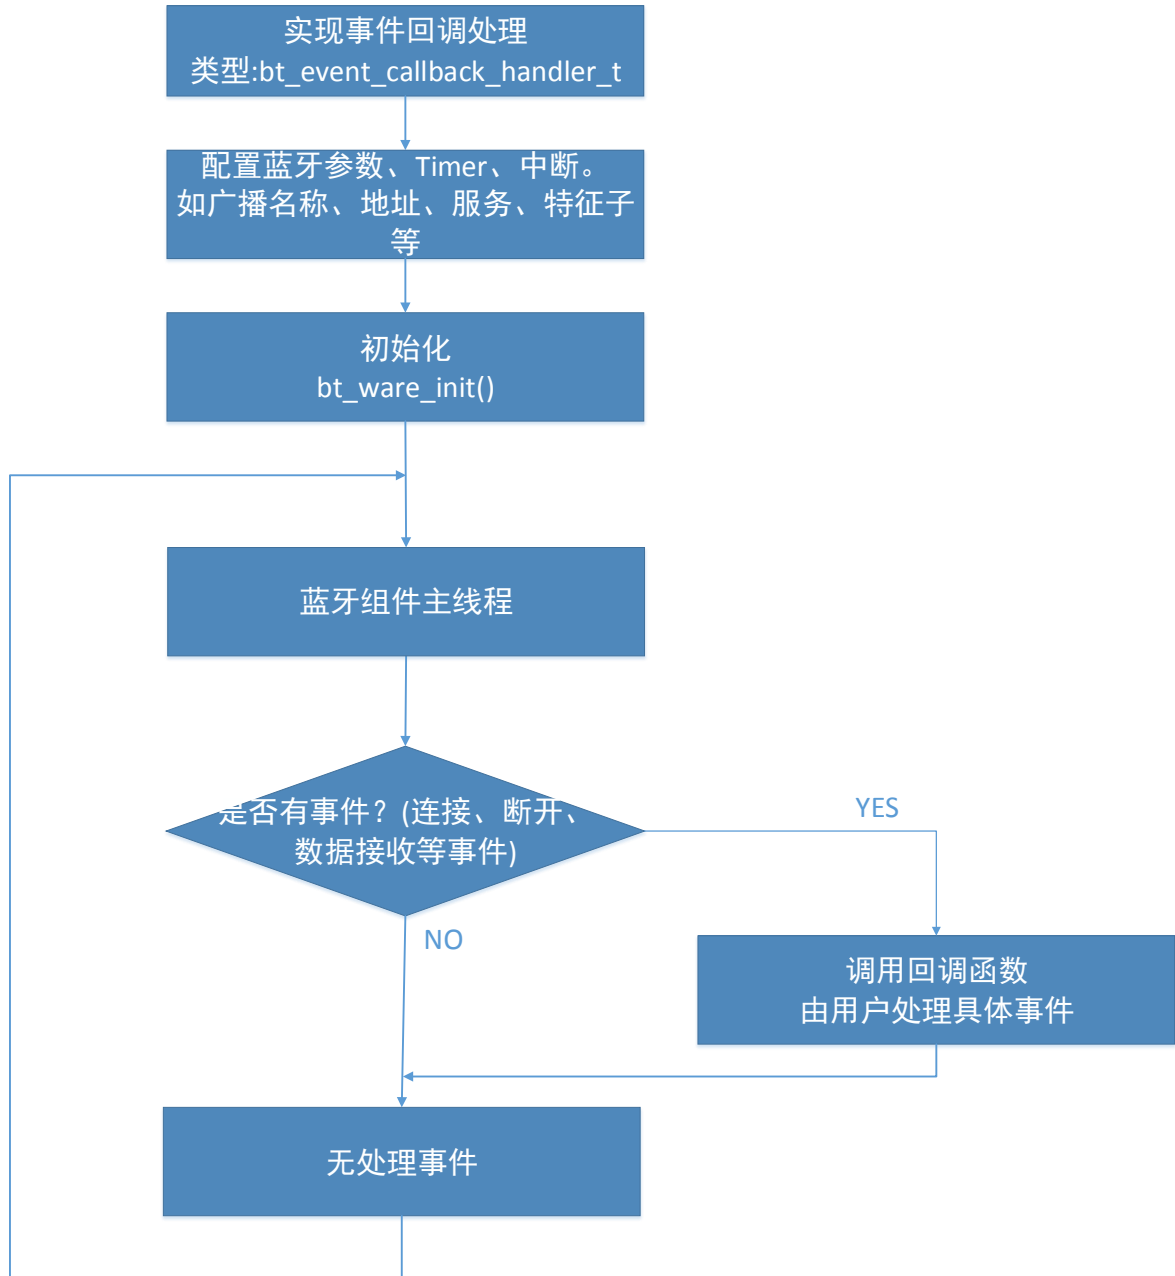 实现事件回调处理
类型:bt_event_callback_handler_t
配置蓝牙参数、Timer、中断。
如广播名称、地址、服务、特征子
等
初始化
bt_ware_init()
蓝牙组件主线程
是否有事件？(连接、断开、
数据接收等事件)
YES
NO
调用回调函数
由用户处理具体事件
无处理事件